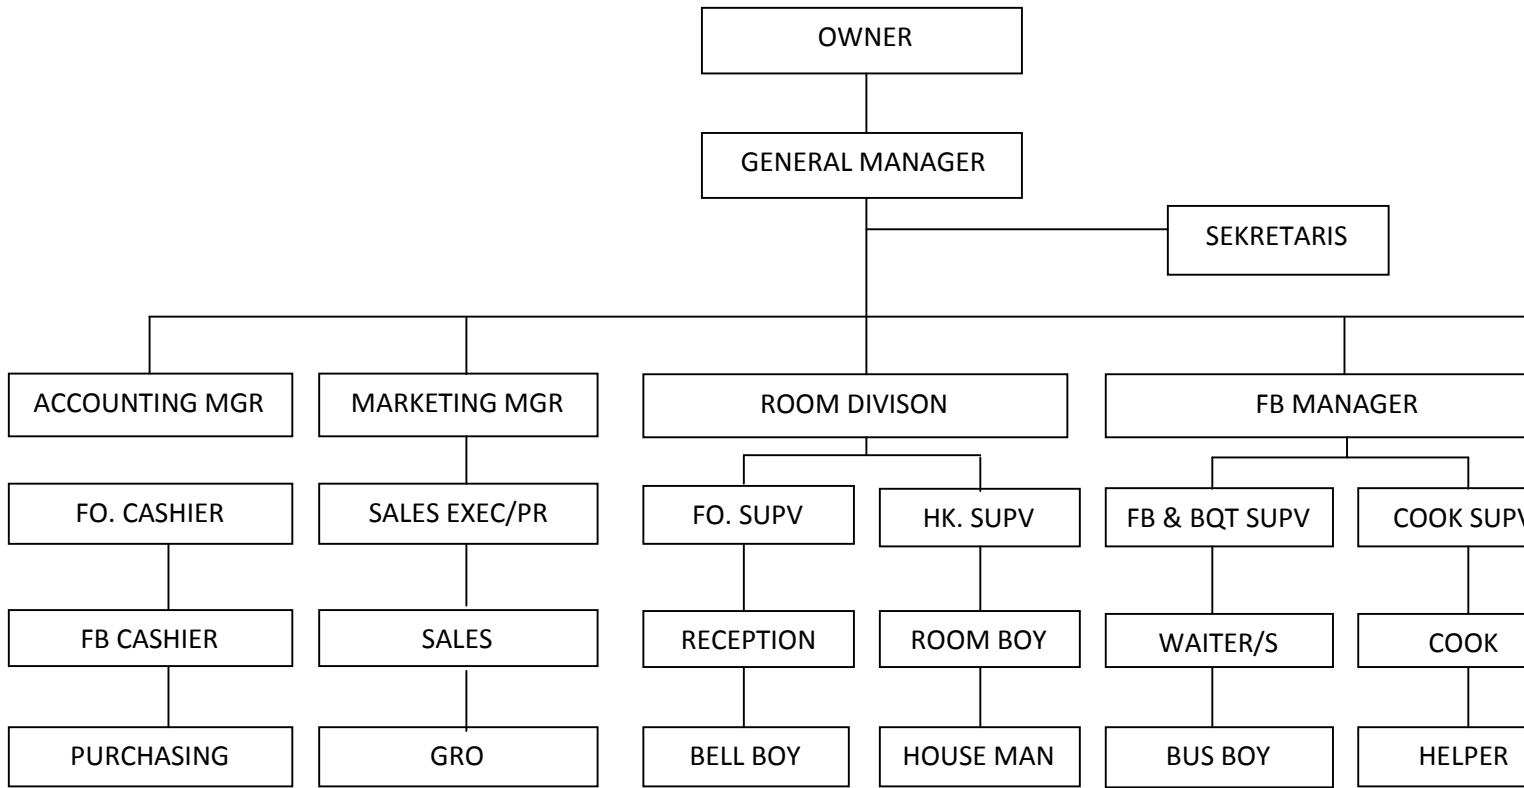 OWNER
GENERAL MANAGER
SEKRETARIS
ACCOUNTING MGR
MARKETING MGR
ROOM DIVISON
FB MANAGER
FO. CASHIER
SALES EXEC/PR
FO. SUPV
HK. SUPV
FB & BQT SUPV
COOK SUPV
FB CASHIER
SALES
RECEPTION
ROOM BOY
WAITER/S
COOK
PURCHASING
GRO
BELL BOY
HOUSE MAN
BUS BOY
HELPER